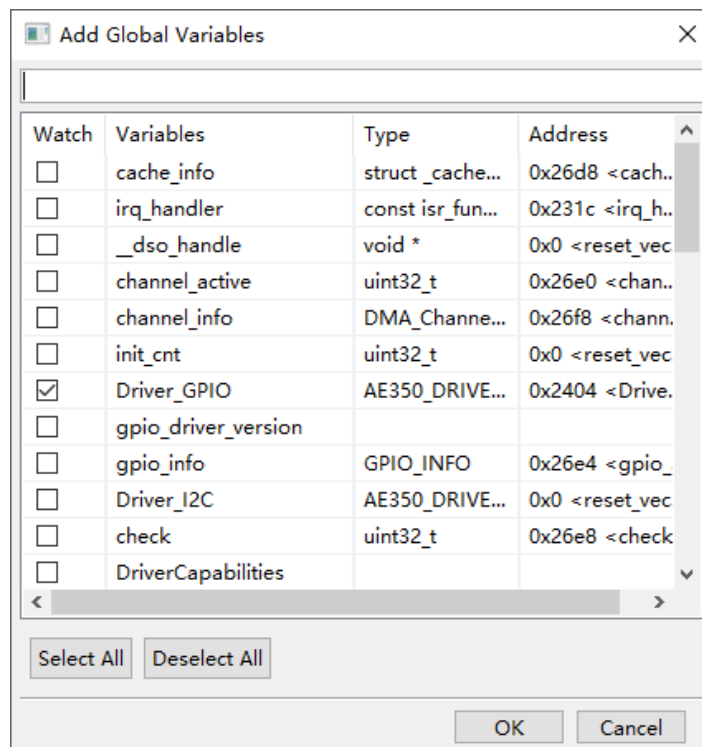 Add Global Variables
Watch Variables Type Address
cache_info struct _cache... 0x26d8 <cach..
irq_handler const isr_fun... 0x231c <irq_h..
__dso_handle void * 0x0 <reset_vec
channel_active uint32_t 0x26e0 <chan..
channel_info DMA_Channe... 0x26f8 <chann.
init_cnt uint32_t 0x0 <reset_vec
Driver_GPIO AE350_DRIVE... 0x2404 <Drive.
gpio_driver_version
gpio_info GPIO_INFO 0x26e4 <gpio_
Driver_I2C AE350_DRIVE... 0x0 <reset_vec
check uint32_t 0x26e8 <check
DriverCapabilities
Select All Deselect All
OK Cancel